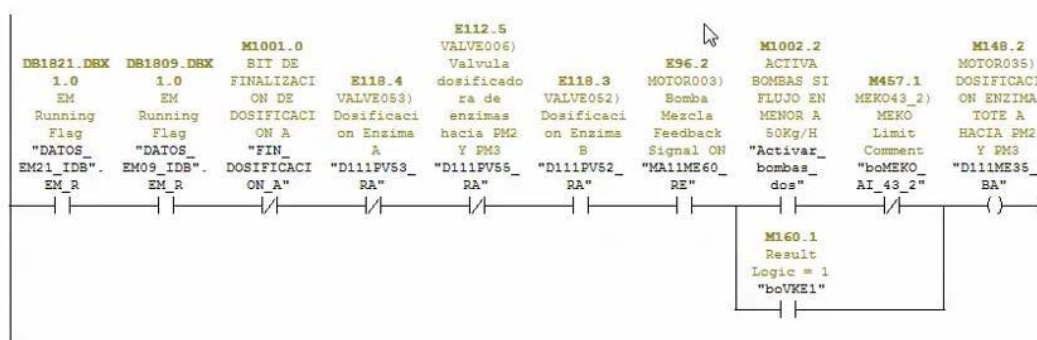 DB1821.DBX
1.0
EM
Running
Flag
"DATOS_
EM21_IDB".
EM_R
DB1809.DBX
1.0
EM
Running
Flag
"DATOS_
EM09_IDB".
EM_R
M1001.0
BIT DE
FINALIZACI
ON DE
DOSIFICACI
ON A
"FIN_
DOSIFICACI
ON_A"
E118.4
VALVE053)
Dosificaci
on Enzima
A
"D111PV53_
RA"
E112.5
VALVE006)
Valvula
dosificado
ra de
enzimas
hacia PM2
Y PM3
"D111PV55_
RA"
E118.3
VALVE052)
Dosificaci
on Enzima
B
"D111PV52_
RA"
E96.2
MOTOR003)
Bomba
Mezcla
Feedback
Signal ON
"MA11ME60_
RE"
M1002.2
ACTIVA
BOMBAS SI
FLUJO EN
MENOR A
50Kg/H
"Activar_
bombas_
dos"
M457.1
MEKO43_2)
MEKO
Limit
Comment
"boMEKO_
AI_43_2"
M148.2
MOTOR035)
DOSIFICACI
ON ENZIMA
TOTE A
HACIA PM2
Y PM3
"D111ME35_
BA"
M160.1
Result
Logic = 1
"boVKE1"